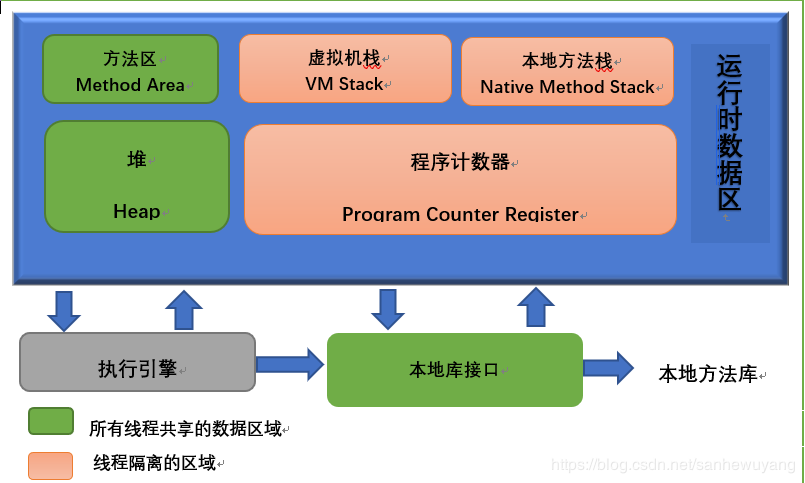 方法区
Method Area
虚拟机栈
VM Stack
本地方法栈
Native Method Stack
运行时数据区
堆
Heap
程序计数器
Program Counter Register
执行引擎
本地库接口
本地方法库
所有线程共享的数据区域
线程隔离的区域
https://blog.csdn.net/sanhewuyang